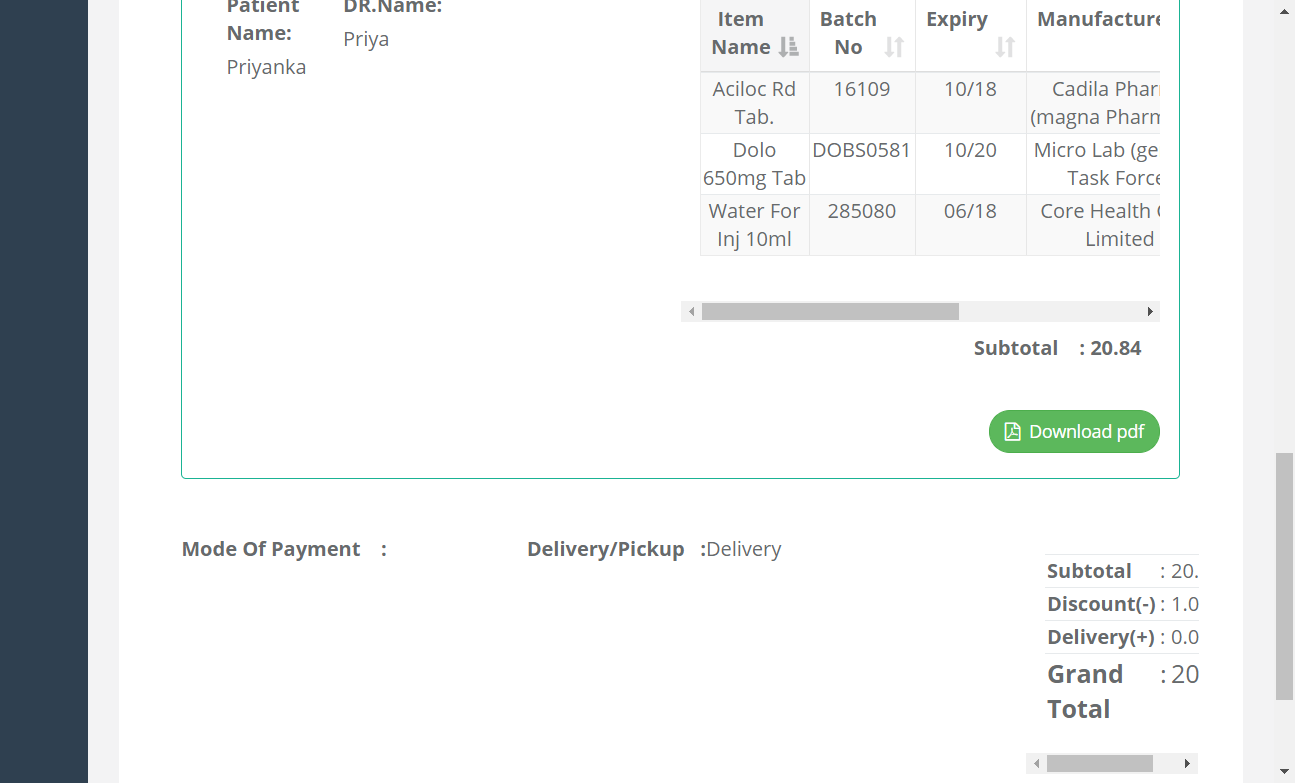 Patient Name:
Priyanka
DR.Name:
Priya
Item Name
Batch No
Expiry
Manufacture
Aciloc Rd Tab.
16109
10/18
Cadila Phar
(magna Pharm
Dolo 650mg Tab
DOBS0581
10/20
Micro Lab (ge
Task Force
Water For Inj 10ml
285080
06/18
Core Health
Limited
Subtotal : 20.84
Download pdf
Mode Of Payment :
Delivery/Pickup :Delivery
Subtotal : 20.
Discount(-) : 1.0
Delivery(+) : 0.0
Grand Total : 20